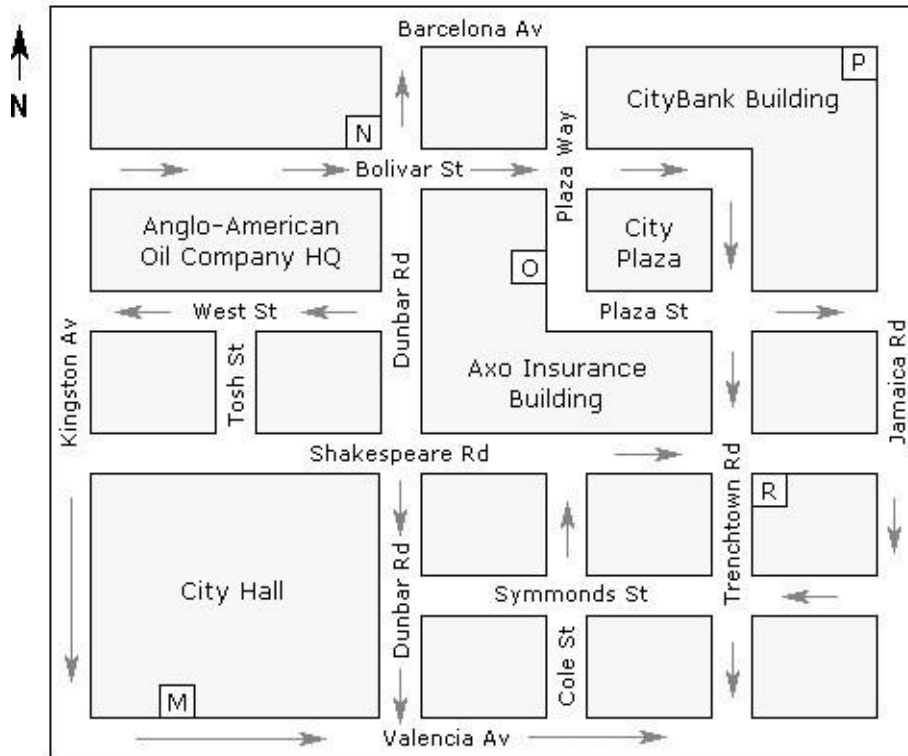 Barcelona Av
N
P
CityBank Building
N
Bolivar St
Plaza Way
Anglo-American
Oil Company HQ
City
Plaza
O
Dunbar Rd
West St
Plaza St
Kingston Av
Tosh St
Axo Insurance
Building
Jamaica Rd
Shakespeare Rd
Trenchtown Rd
R
City Hall
Dunbar Rd
Symmonds St
Cole St
M
Valencia Av